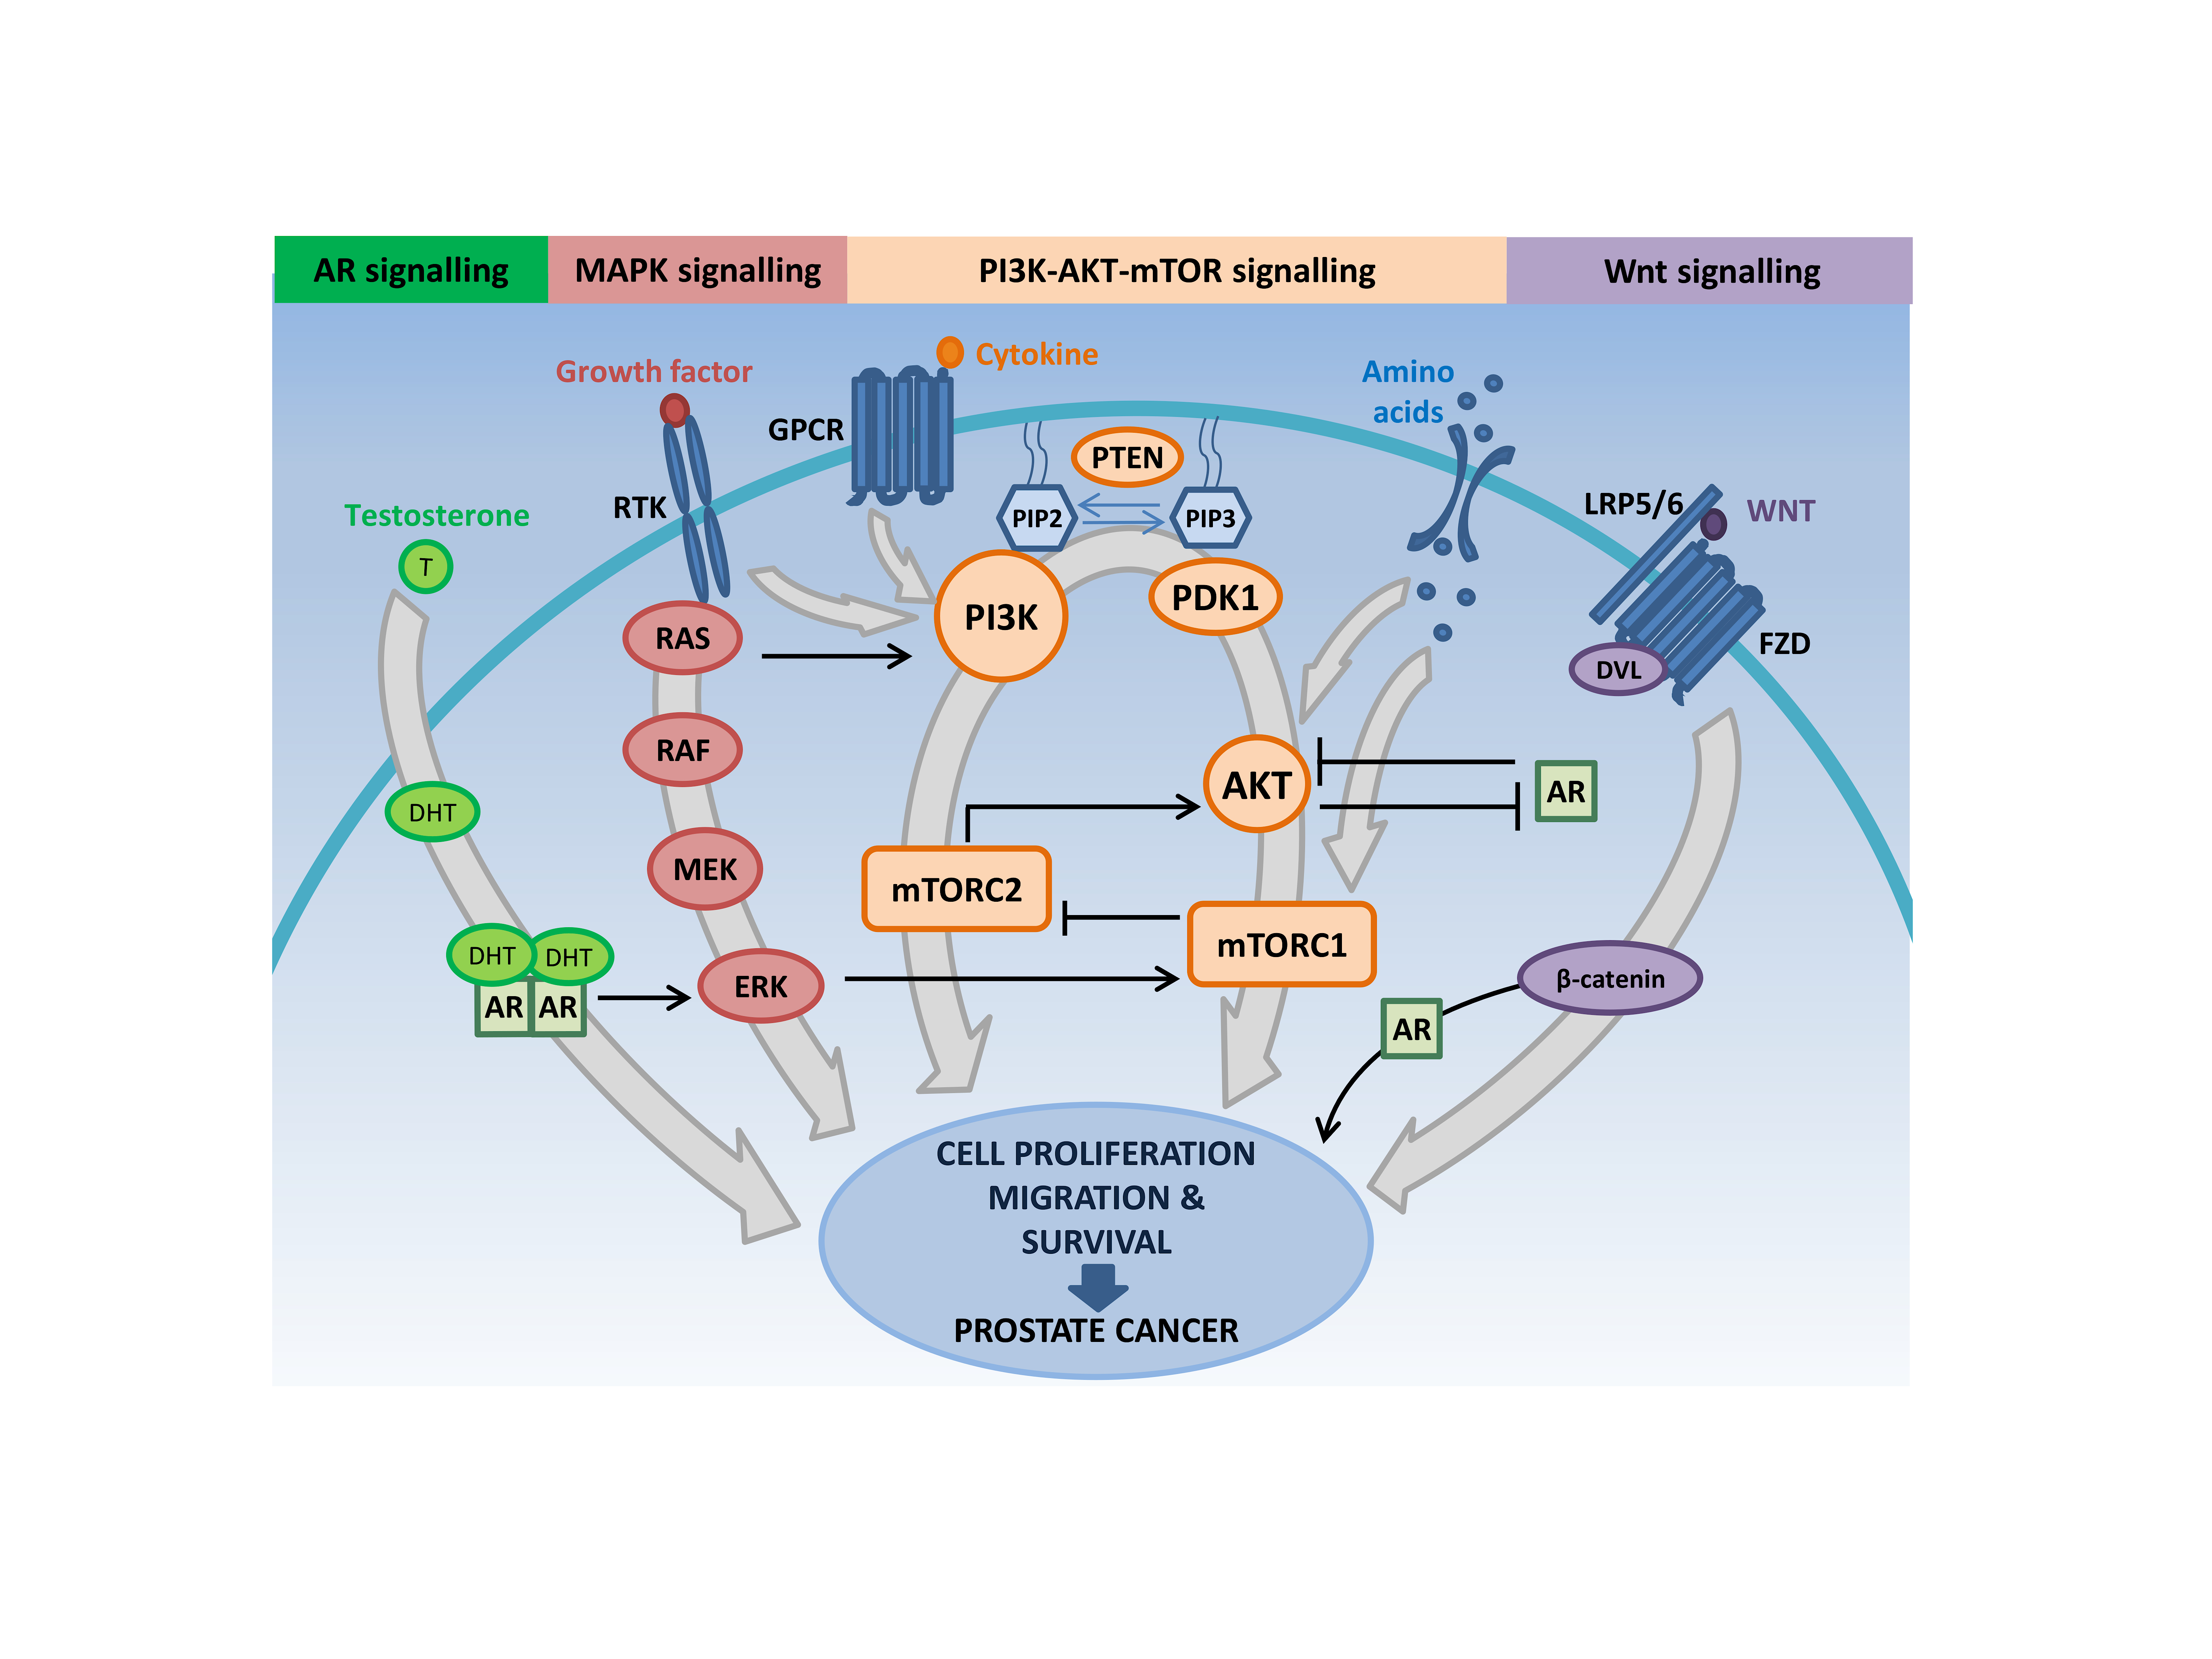 AR signalling
MAPK signalling
PI3K-AKT-mTOR signalling
Wnt signalling
Growth factor
Cytokine
GPCR
Amino
acids
PTEN
RTK
PIP2
PIP3
LRP5/6
WNT
Testosterone
T
RAS
PI3K
PDK1
DVL
FZD
RAF
AKT
AR
DHT
MEK
mTORC2
mTORC1
DHT
DHT
AR
AR
ERK
β-catenin
AR
CELL PROLIFERATION
MIGRATION &
SURVIVAL
PROSTATE CANCER